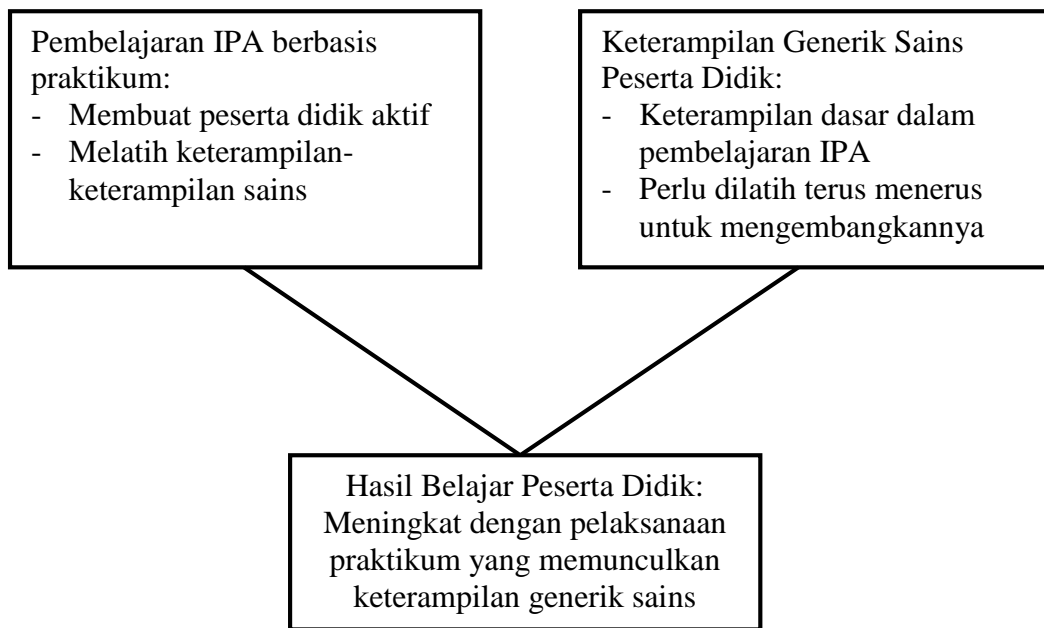 Pembelajaran IPA berbasis
praktikum:
- Membuat peserta didik aktif
- Melatih keterampilan-
keterampilan sains
Keterampilan Generik Sains
Peserta Didik:
- Keterampilan dasar dalam
pembelajaran IPA
- Perlu dilatih terus menerus
untuk mengembangkannya
Hasil Belajar Peserta Didik:
Meningkat dengan pelaksanaan
praktikum yang memunculkan
keterampilan generik sains